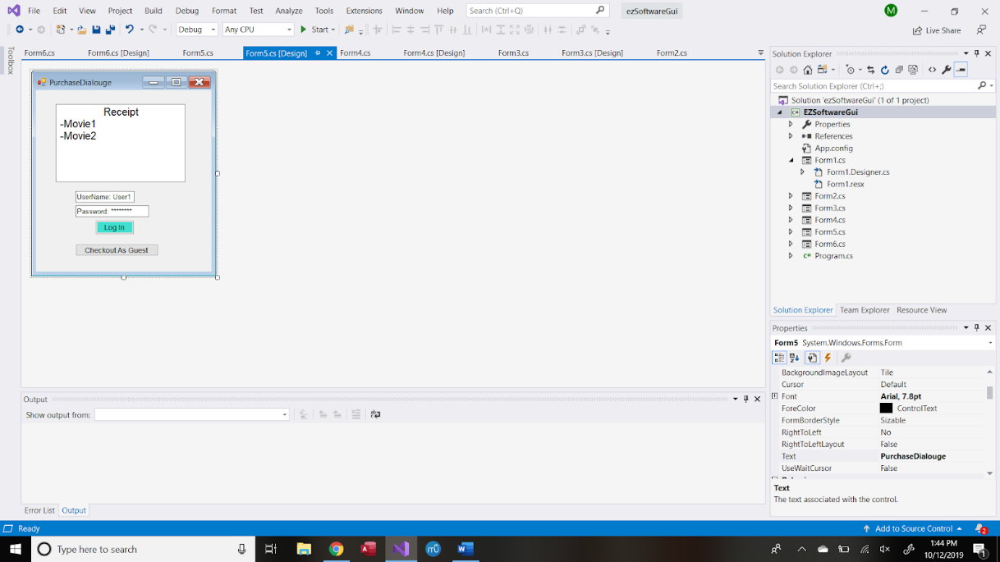 File Edit View Project Build Debug Format Test Analyze Tools Extensions Window Help Search (Ctrl+Q) ezSoftwareGui M
Debug Any CPU Start Live Share
Toolbox
Form6.cs Form6.cs [Design] Form5.cs Form5.cs [Design] Form4.cs Form4.cs [Design] Form3.cs Form3.cs [Design] Form2.cs
PurchaseDialouge
Receipt
-Movie1
-Movie2
UserName: User1
Password: ********
Log In
Checkout As Guest
Solution Explorer
Search Solution Explorer (Ctrl+;)
Solution 'ezSoftwareGui' (1 of 1 project)
EZSoftwareGui
Properties
References
App.config
Form1.cs
Form1.Designer.cs
Form1.resx
Form2.cs
Form3.cs
Form4.cs
Form5.cs
Form6.cs
C# Program.cs
Solution Explorer Team Explorer Resource View
Properties
Form5 System.Windows.Forms.Form
BackgroundImageLayout Tile
Cursor Default
Font Arial, 7.8pt
ForeColor ControlText
FormBorderStyle Sizable
RightToLeft No
RightToLeftLayout False
Text PurchaseDialouge
UseWaitCursor False
Text
The text associated with the control.
Output
Show output from:
Error List Output
Ready Add to Source Control 2
Type here to search
1:44 PM
10/12/2019
1